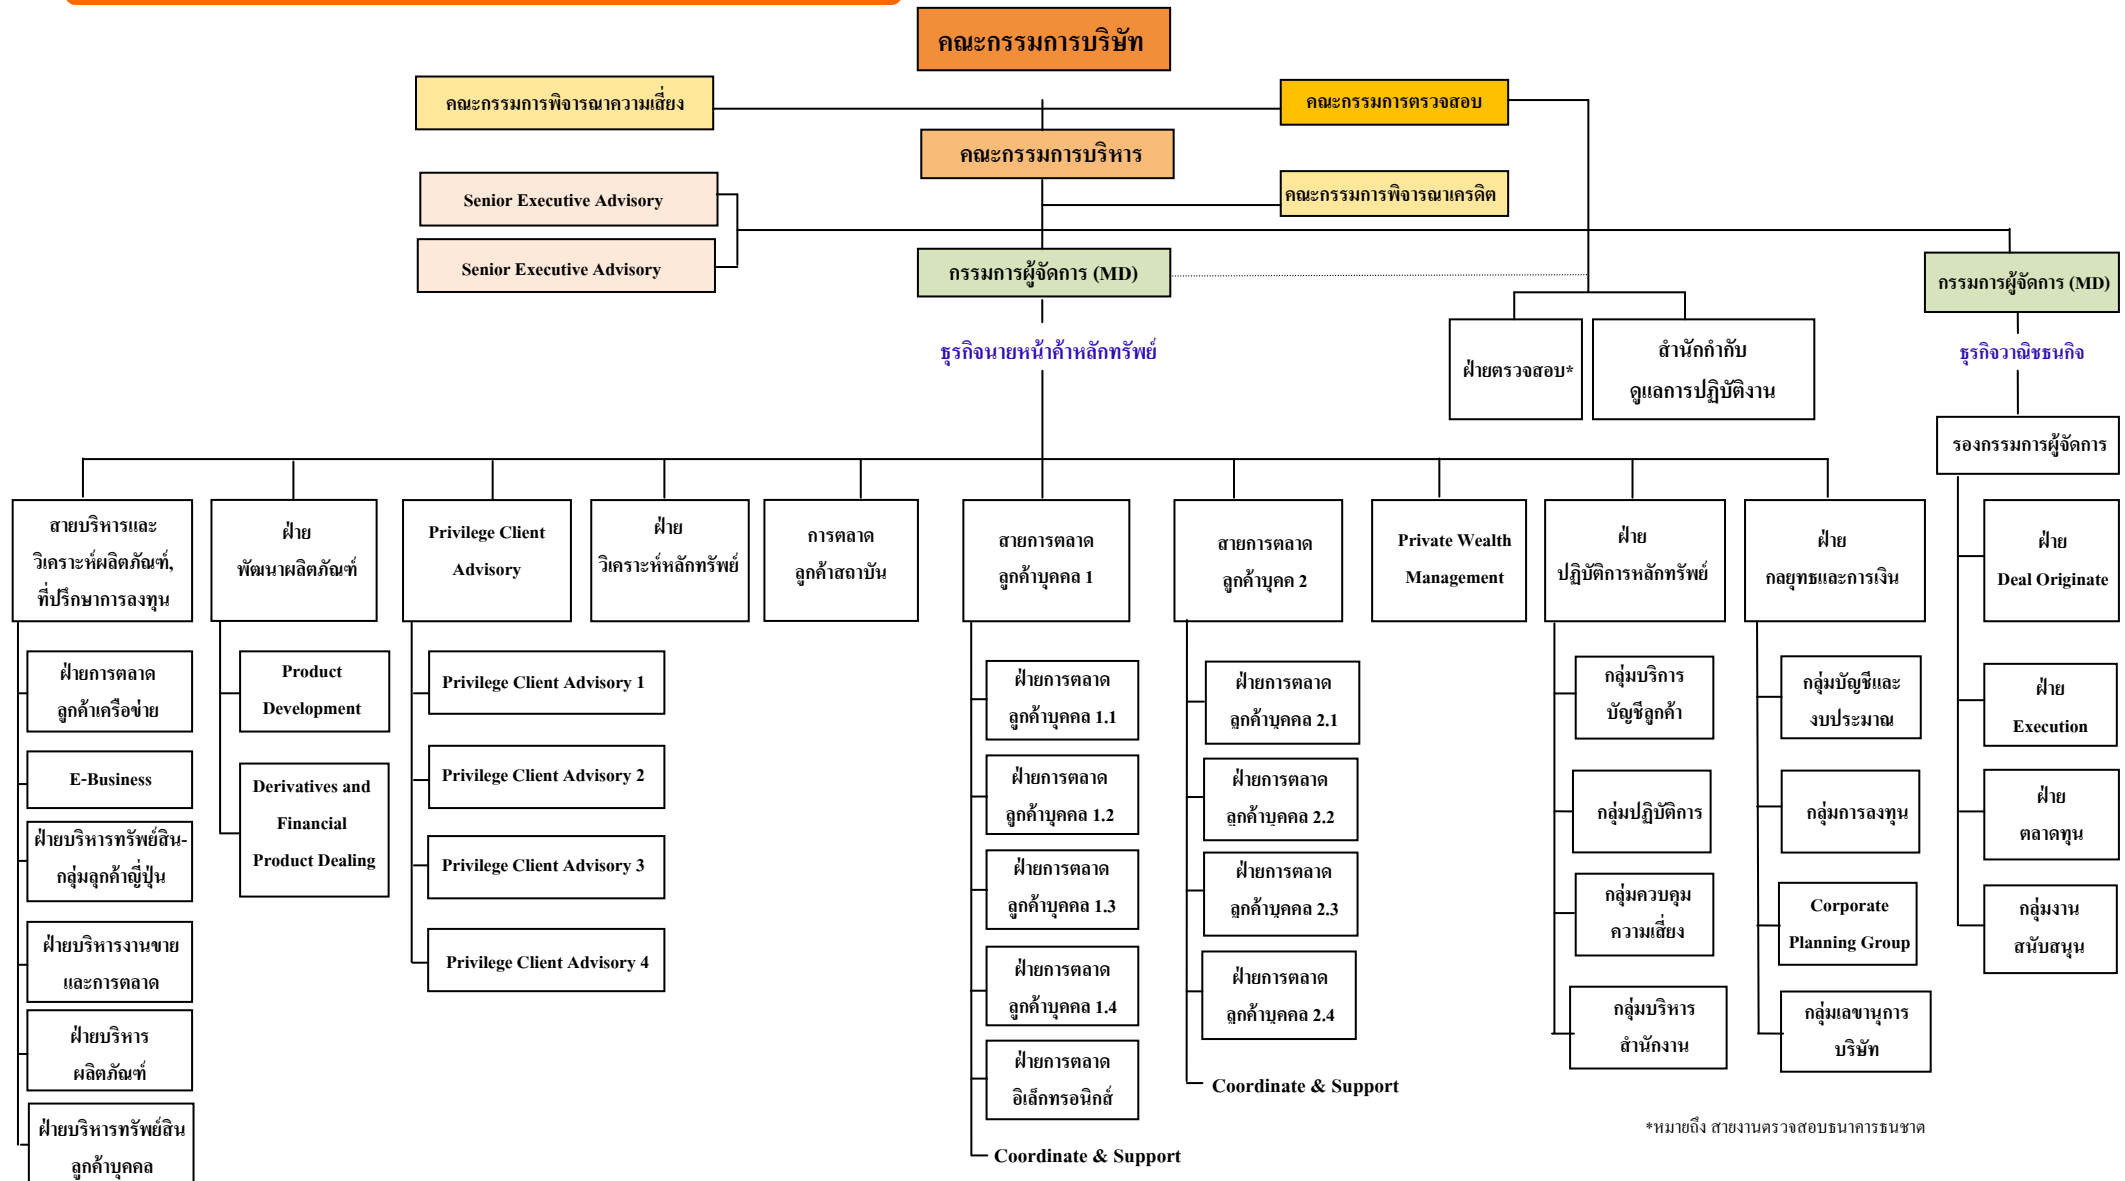 คณะกรรมการบริษัท
คณะกรรมการพิจารณาความเสี่ยง
คณะกรรมการตรวจสอบ
คณะกรรมการบริหาร
Senior Executive Advisory
คณะกรรมการพิจารณาเครดิต
Senior Executive Advisory
กรรมการผู้จัดการ (MD)
กรรมการผู้จัดการ (MD)
ธุรกิจนายหน้าค้าหลักทรัพย์
ฝ่ายตรวจสอบ*
สำนักกำกับ
ดูแลการปฏิบัติงาน
ธุรกิจวาณิชธนกิจ
รองกรรมการผู้จัดการ
สายบริหารและ
วิเคราะห์ผลิตภัณฑ์,
ที่ปรึกษาการลงทุน
ฝ่าย
พัฒนาผลิตภัณฑ์
Privilege Client
Advisory
ฝ่าย
วิเคราะห์หลักทรัพย์
การตลาด
ลูกค้าสถาบัน
สายการตลาด
ลูกค้าบุคคล 1
สายการตลาด
ลูกค้าบุคค 2
Private Wealth
Management
ฝ่าย
ปฏิบัติการหลักทรัพย์
ฝ่าย
กลยุทธและการเงิน
ฝ่าย
Deal Originate
ฝ่ายการตลาด
ลูกค้าเครือข่าย
E-Business
ฝ่ายบริหารทรัพย์สิน-
กลุ่มลูกค้าญี่ปุ่น
ฝ่ายบริหารงานขาย
และการตลาด
ฝ่ายบริหาร
ผลิตภัณฑ์
ฝ่ายบริหารทรัพย์สิน
ลูกค้าบุคคล
Product
Development
Derivatives and
Financial
Product Dealing
Privilege Client Advisory 1
Privilege Client Advisory 2
Privilege Client Advisory 3
Privilege Client Advisory 4
ฝ่ายการตลาด
ลูกค้าบุคคล 1.1
ฝ่ายการตลาด
ลูกค้าบุคคล 1.2
ฝ่ายการตลาด
ลูกค้าบุคคล 1.3
ฝ่ายการตลาด
ลูกค้าบุคคล 1.4
ฝ่ายการตลาด
อิเล็กทรอนิกส์
Coordinate & Support
ฝ่ายการตลาด
ลูกค้าบุคคล 2.1
ฝ่ายการตลาด
ลูกค้าบุคคล 2.2
ฝ่ายการตลาด
ลูกค้าบุคคล 2.3
ฝ่ายการตลาด
ลูกค้าบุคคล 2.4
Coordinate & Support
กลุ่มบริการ
บัญชีลูกค้า
กลุ่มปฏิบัติการ
กลุ่มควบคุม
ความเสี่ยง
กลุ่มบริหาร
สำนักงาน
กลุ่มบัญชีและ
งบประมาณ
กลุ่มการลงทุน
Corporate
Planning Group
กลุ่มเลขานุการ
บริษัท
ฝ่าย
Execution
ฝ่าย
ตลาดทุน
กลุ่มงาน
สนับสนุน
*หมายถึง สายงานตรวจสอบธนาคารธนชาต